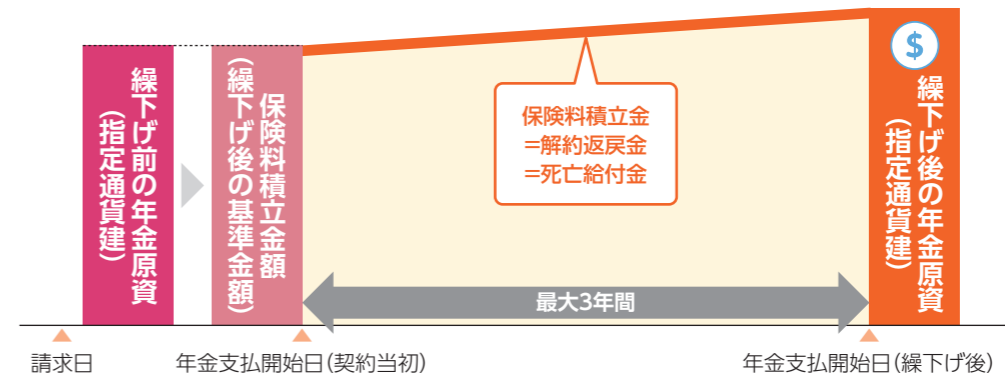 繰下げ前の年金原資
(指定通貨建)
保険料積立金額
(繰下げ後の基準金額)
保険料積立金
=解約返戻金
=死亡給付金
$
繰下げ後の年金原資
(指定通貨建)
最大3年間
請求日
年金支払開始日(契約当初)
年金支払開始日(繰下げ後)